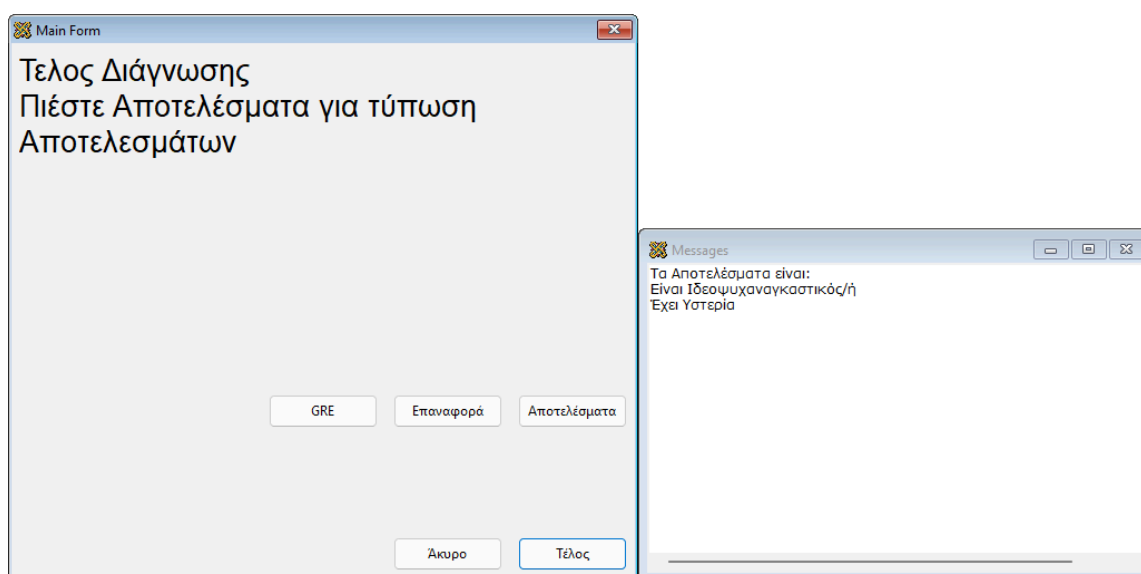 Main Form
Τελος Διάγνωσης
Πιέστε Αποτελέσματα για τύπωση
Αποτελεσμάτων
GRE
Επαναφορά
Αποτελέσματα
Άκυρο
Τέλος
Messages
Τα Αποτελέσματα είναι:
Είναι Ιδεοψυχαναγκαστικός/ή
Έχει Υστερία